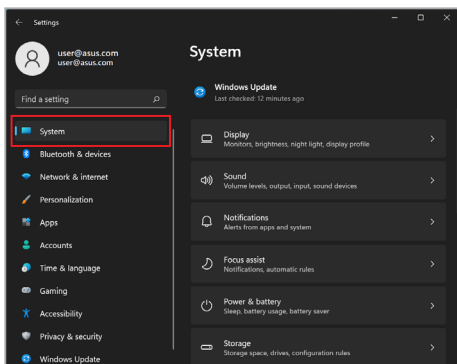 Settings
user@asus.com
user@asus.com
Find a setting
System
Bluetooth & devices
Network & internet
Personalization
Apps
Accounts
Time & language
Gaming
Accessibility
Privacy & security
Windows Update
System
Windows Update
Last checked: 12 minutes ago
Display
Monitors, brightness, night light, display profile
Sound
Volume levels, output, input, sound devices
Notifications
Alerts from apps and system
Focus assist
Notifications, automatic rules
Power & battery
Sleep, battery usage, battery saver
Storage
Storage space, drives, configuration rules